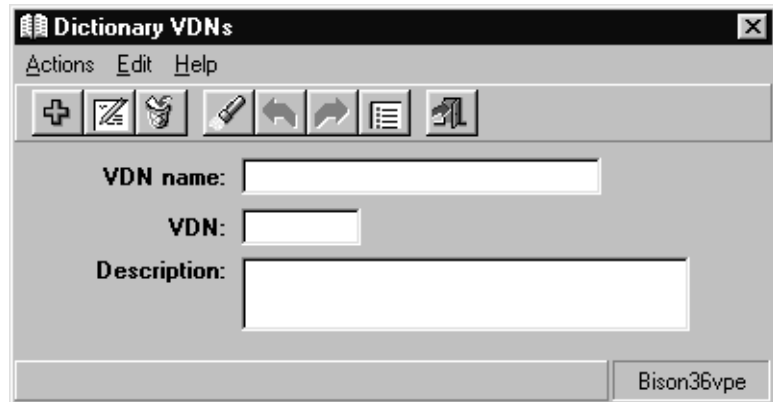 Dictionary VDNs
Actions Edit Help
VDN name:
VDN:
Description:
Bison36vpe